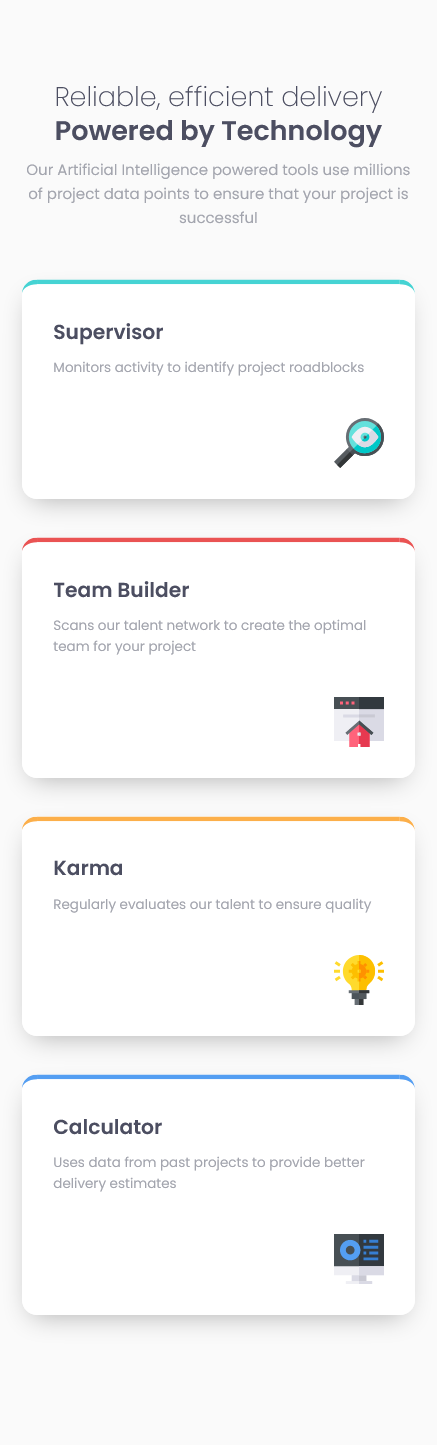 Reliable, efficient delivery
Powered by Technology
Our Artificial Intelligence powered tools use millions
of project data points to ensure that your project is
successful
Supervisor
Monitors activity to identify project roadblocks
Team Builder
Scans our talent network to create the optimal
team for your project
Karma
Regularly evaluates our talent to ensure quality
Calculator
Uses data from past projects to provide better
delivery estimates